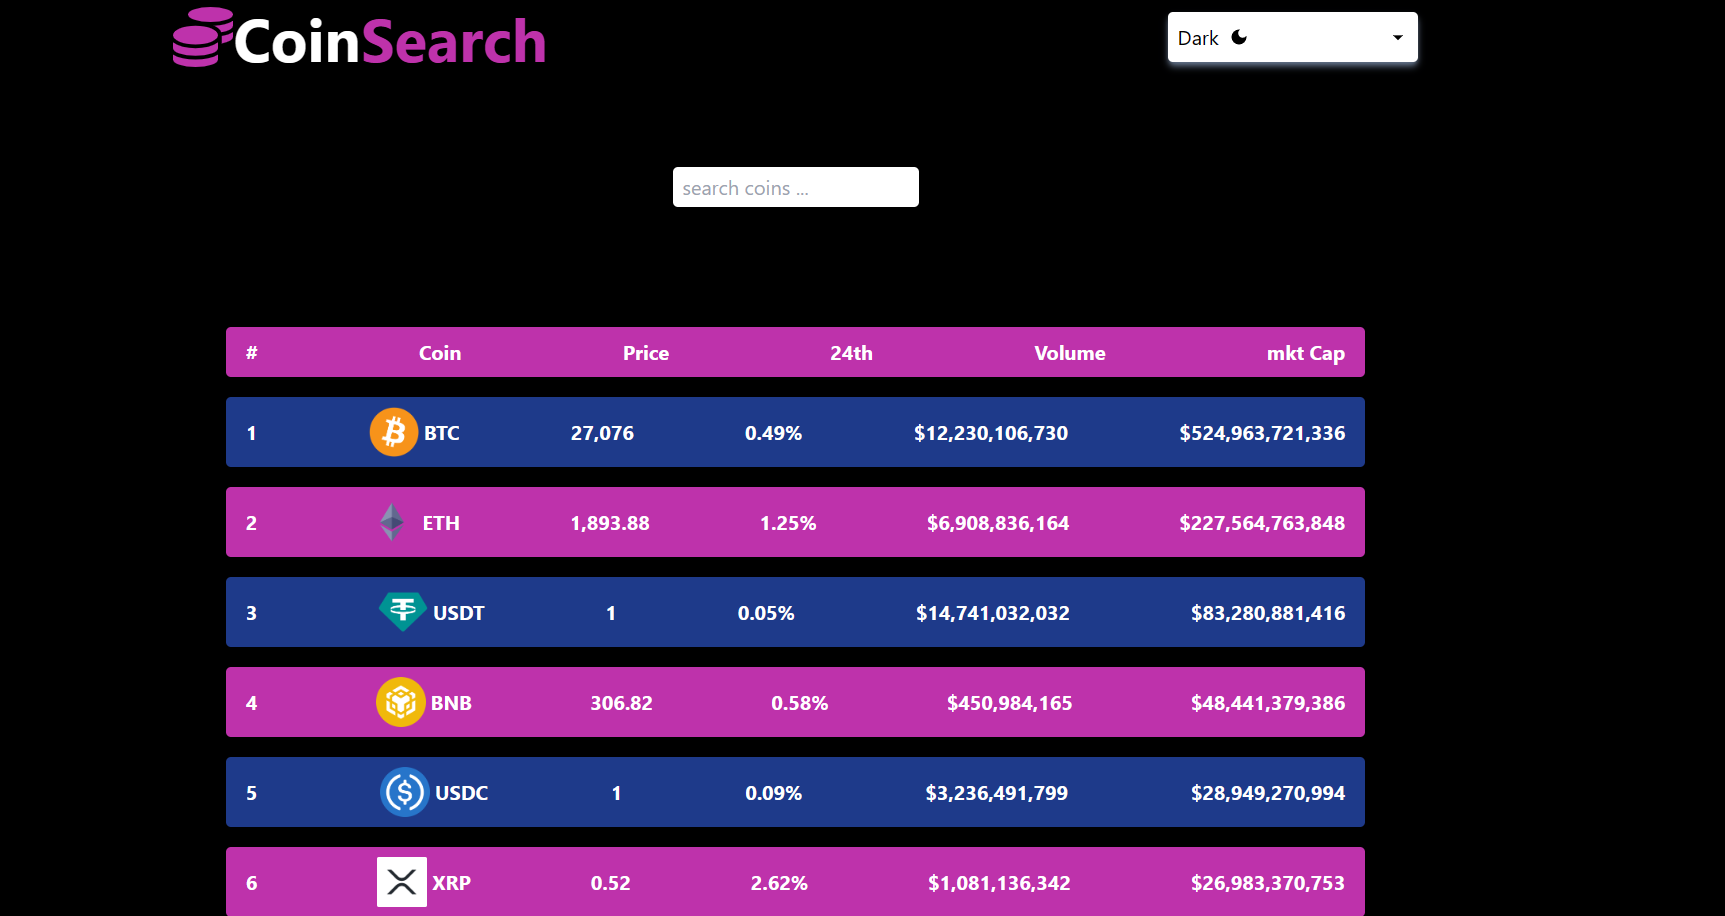 CoinSearch
Dark
search coins ...
# Coin Price 24th Volume mkt Cap
1 BTC 27,076 0.49% $12,230,106,730 $524,963,721,336
2 ETH 1,893.88 1.25% $6,908,836,164 $227,564,763,848
3 USDT 1 0.05% $14,741,032,032 $83,280,881,416
4 BNB 306.82 0.58% $450,984,165 $48,441,379,386
5 USDC 1 0.09% $3,236,491,799 $28,949,270,994
6 XRP 0.52 2.62% $1,081,136,342 $26,983,370,753